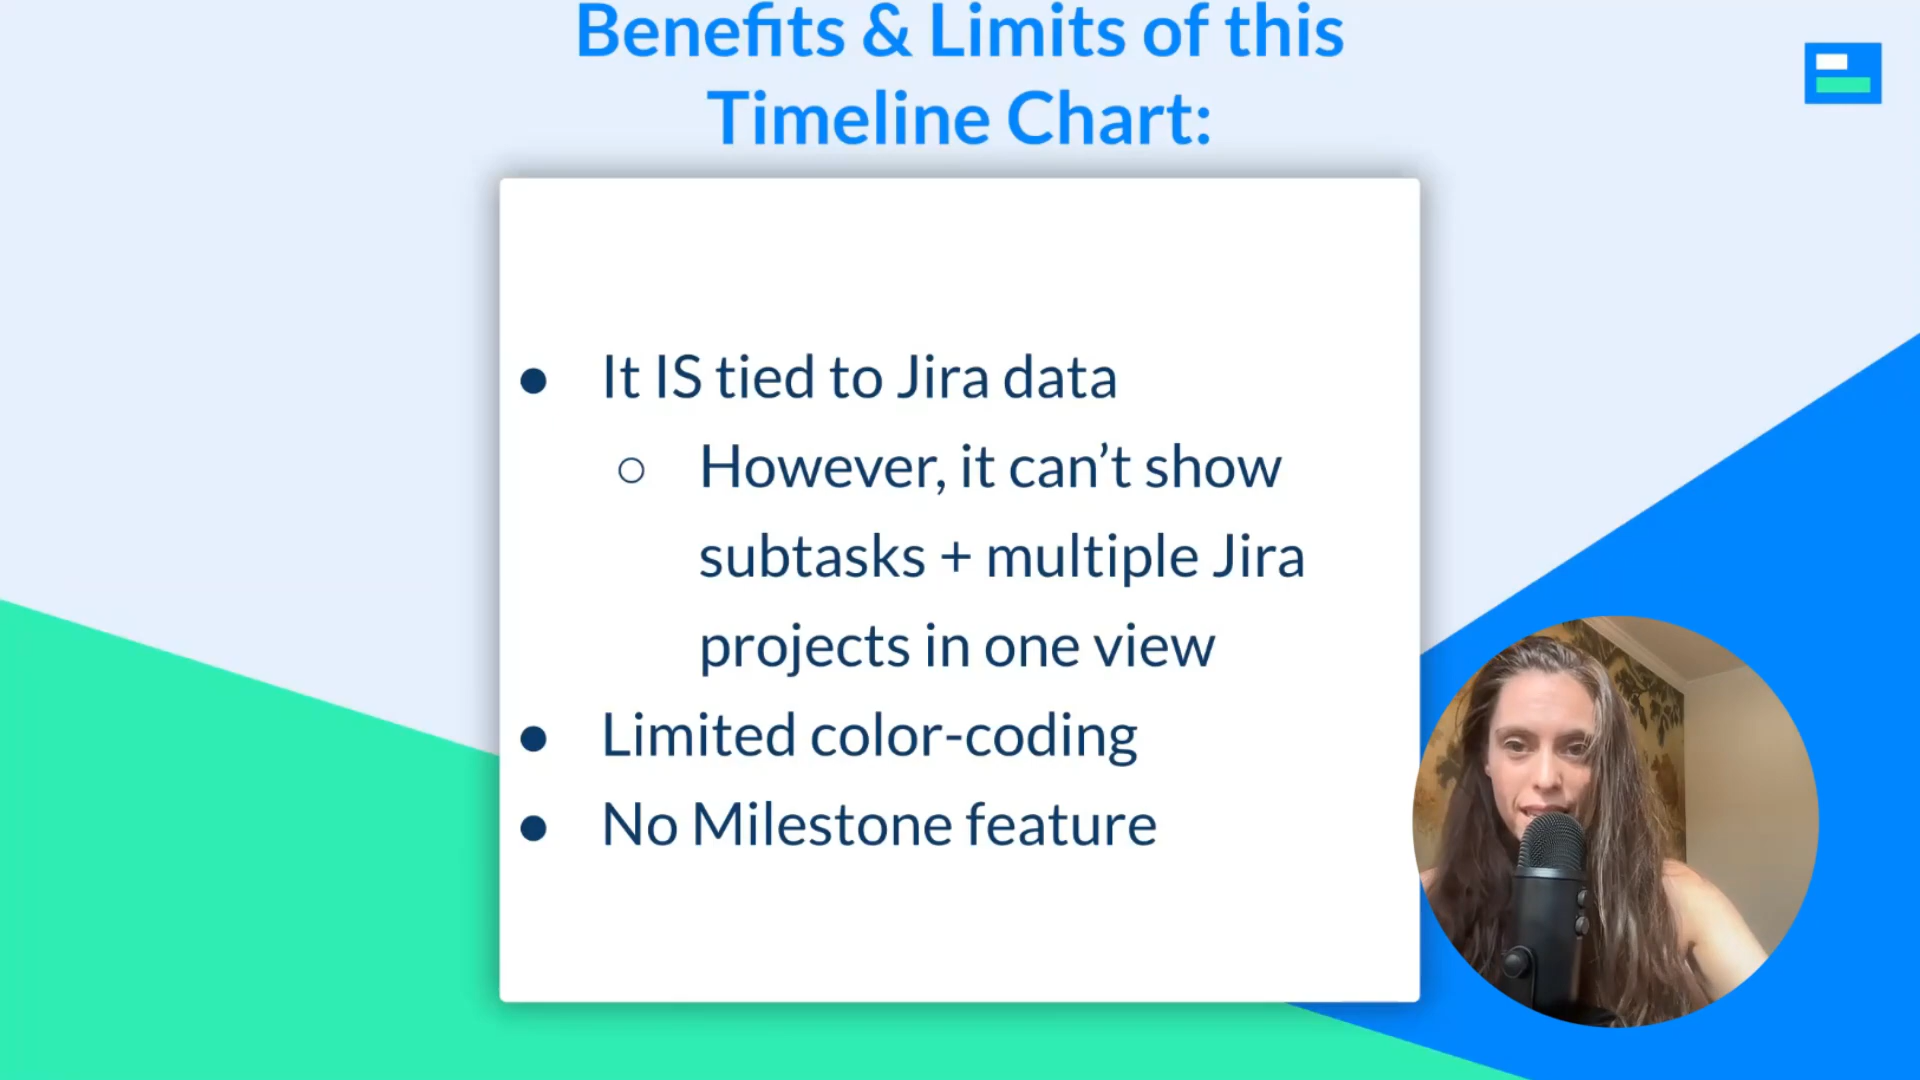 Benefits & Limits of this
Timeline Chart:
● It IS tied to Jira data
○ However, it can’t show
subtasks + multiple Jira
projects in one view
● Limited color-coding
● No Milestone feature